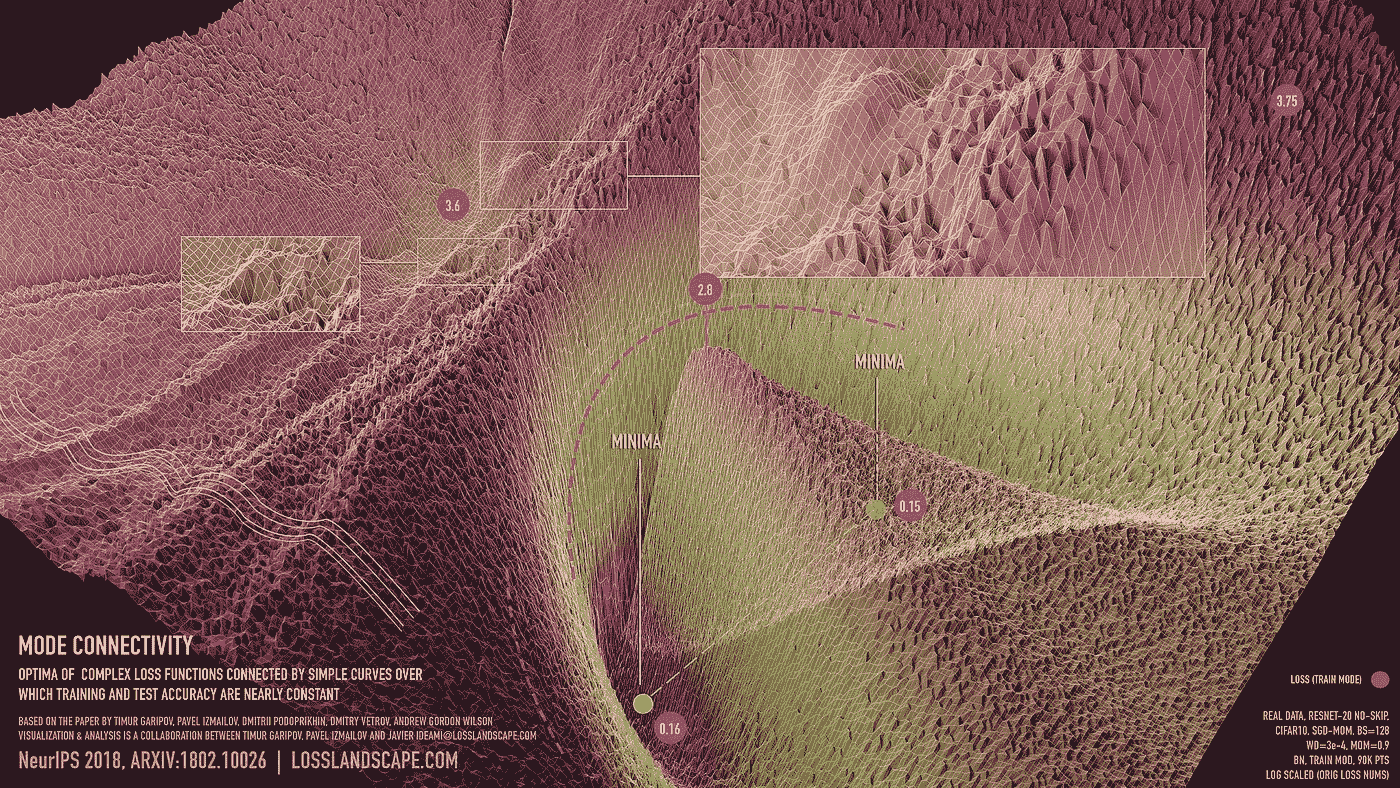 3.75
3.6
2.8
MINIMA
MINIMA
0.15
0.16
MODE CONNECTIVITY
OPTIMA OF COMPLEX LOSS FUNCTIONS CONNECTED BY SIMPLE CURVES OVER
WHICH TRAINING AND TEST ACCURACY ARE NEARLY CONSTANT
BASED ON THE PAPER BY TIMUR GARIPOV, PAVEL IZMAILOV, DMITRII PODOPRIKHIN, DMITRY VETROV, ANDREW GORDON WILSON
VISUALIZATION & ANALYSIS IS A COLLABORATION BETWEEN TIMUR GARIPOV, PAVEL IZMAILOV AND JAVIER IDEAMI@LOSSLANDSCAPE.COM
NeurIPS 2018, ARXIV:1802.10026 | LOSSLANDSCAPE.COM
LOSS (TRAIN MODE)
REAL DATA, RESNET-20 NO-SKIP,
CIFAR10, SGD-MOM, BS=128
WD=3e-4, MOM=0.9
BN, TRAIN MOD, 90K PTS
LOG SCALED (ORIG LOSS NUMS)